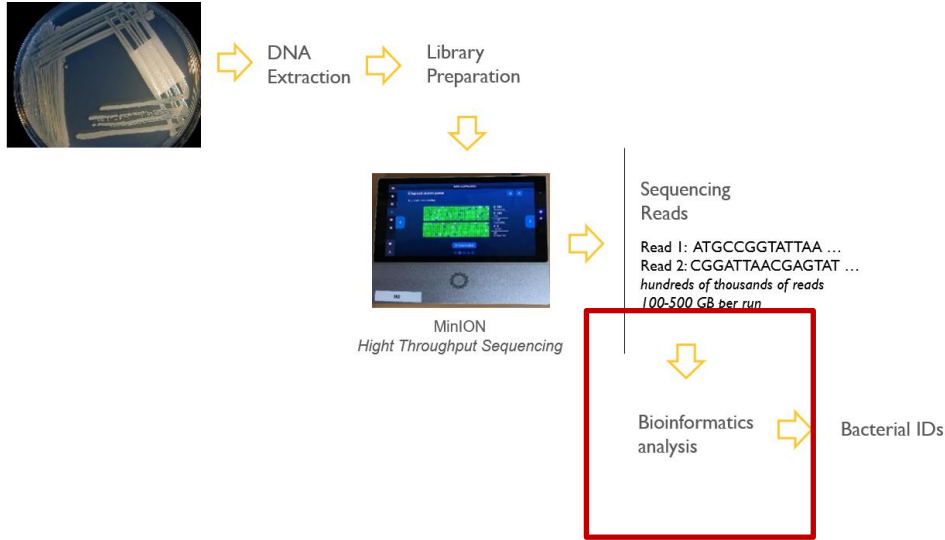 DNA
Extraction
Library
Preparation
Sequencing
Reads
Read 1: ATGCCGGTATTAA ...
Read 2: CGGATTAACGAGTAT ...
hundreds of thousands of reads
100-500 GB per run
MinION
Hight Throughput Sequencing
Bioinformatics
analysis
Bacterial IDs